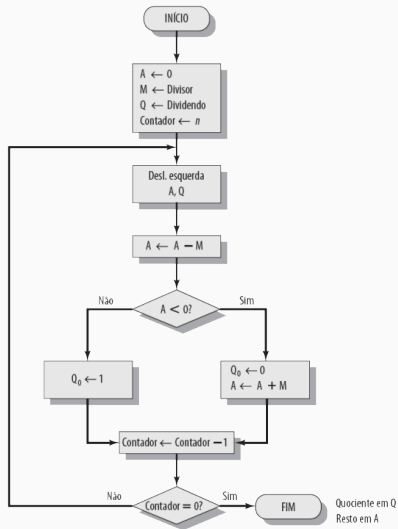 INÍCIO
A ← 0
M ← Divisor
Q ← Dividendo
Contador ← n
Desl. esquerda
A, Q
A ← A − M
Não
A < 0?
Sim
Q₀ ← 1
Q₀ ← 0
A ← A + M
Contador ← Contador −1
Não
Contador = 0?
Sim
FIM
Quociente em Q
Resto em A